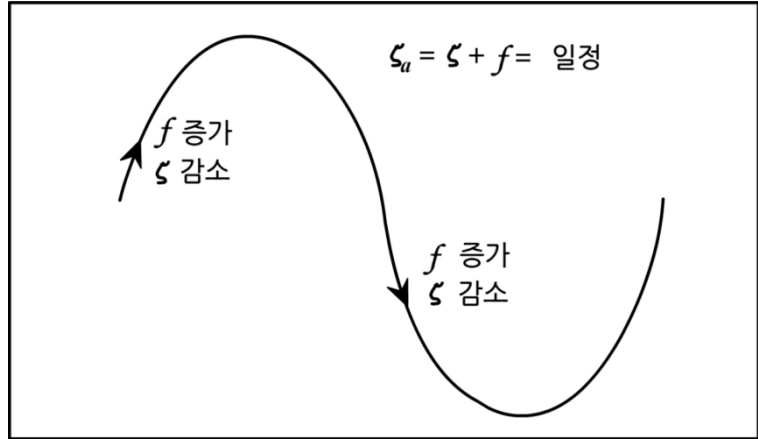 ζₐ = ζ + f = 일정
f 증가
ζ 감소
f 증가
ζ 감소